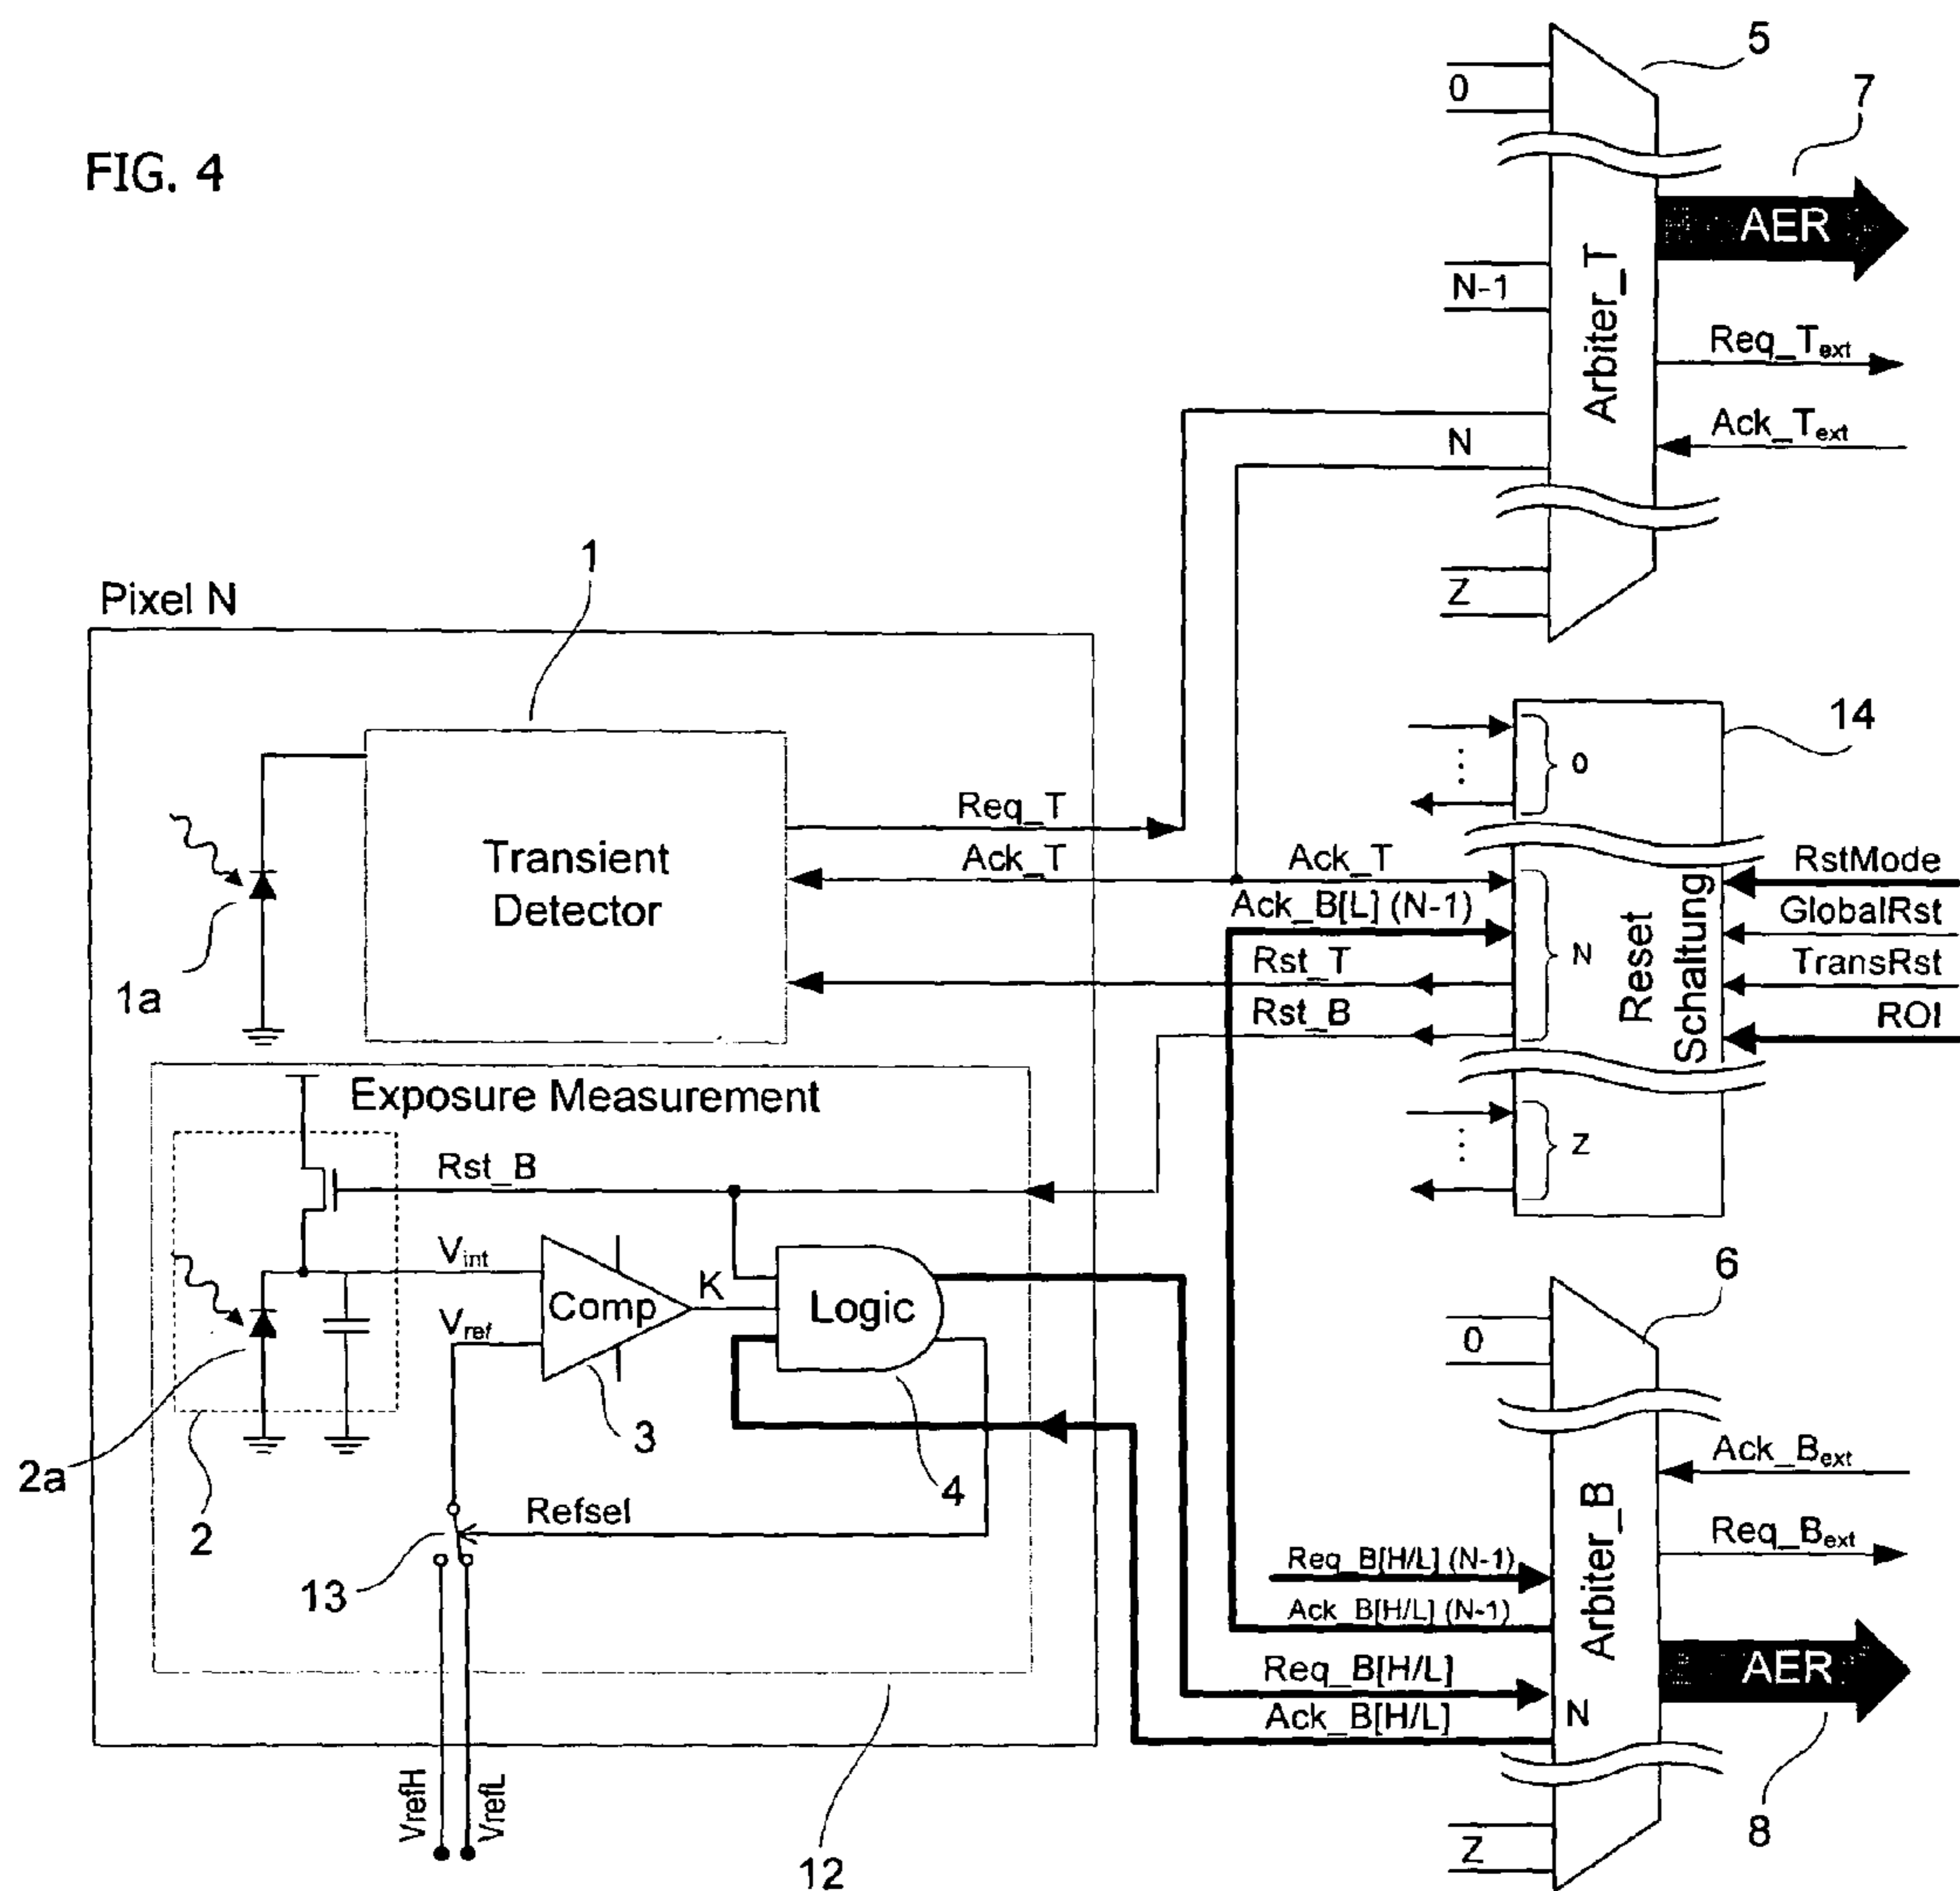 FIG. 4
5
7
0
AER
N-1
Arbiter_T
Req_Text
Ack_Text
N
Z
1
Pixel N
14
0
Transient
Detector
Req_T
Ack_T
Ack_T
Ack_B[L] (N-1)
Rst_T
Rst_B
N
Reset
Schaltung
RstMode
GlobalRst
TransRst
ROI
1a
Z
Exposure Measurement
Rst_B
Vint
Vref
Comp
K
Logic
3
4
2a
2
Refsel
13
6
0
Arbiter_B
Ack_Bext
Req_Bext
Req_B[H/L] (N-1)
Ack_B[H/L] (N-1)
Req_B[H/L]
Ack_B[H/L]
N
AER
8
VrefH
VrefL
12
Z